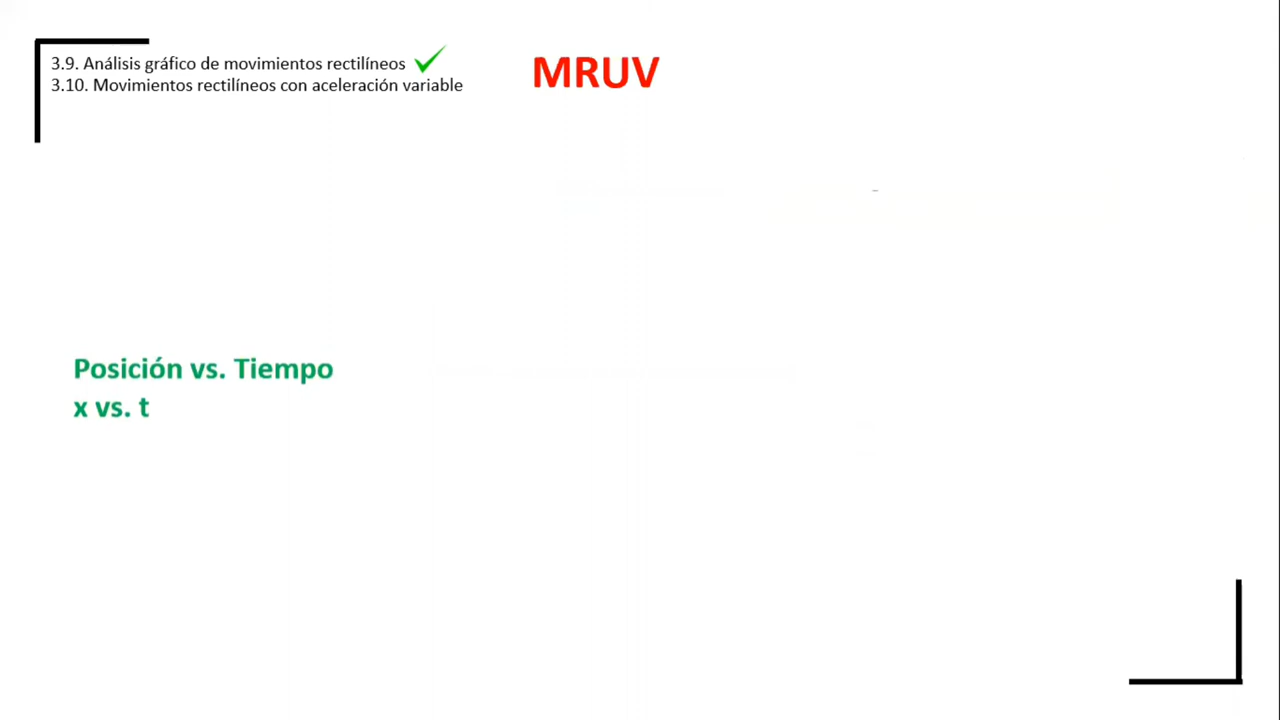 3.9. Análisis gráfico de movimientos rectilíneos
3.10. Movimientos rectilíneos con aceleración variable
MRUV
Posición vs. Tiempo
x vs. t